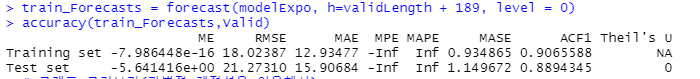 > train_Forecasts = forecast(modelExpo, h=validLength + 189, level = 0)
> accuracy(train_Forecasts,Valid)
ME RMSE MAE MPE MAPE MASE ACF1 Theil's U
Training set -7.986448e-16 18.02387 12.93477 -Inf Inf 0.934865 0.9065588 NA
Test set -5.641416e+00 21.27310 15.90684 -Inf Inf 1.149672 0.8894345 0